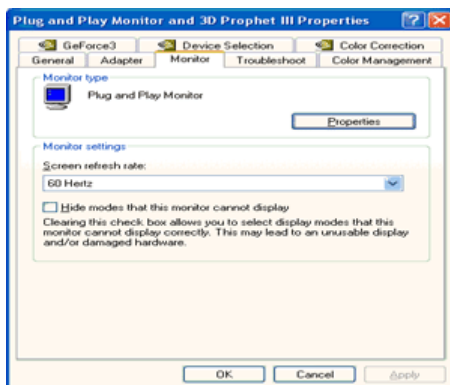 Plug and Play Monitor and 3D Prophet III Properties
GeForce3 Device Selection Color Correction
General Adapter Monitor Troubleshoot Color Management
Monitor type
Plug and Play Monitor
Properties
Monitor settings
Screen refresh rate:
60 Hertz
Hide modes that this monitor cannot display
Clearing this check box allows you to select display modes that this
monitor cannot display correctly. This may lead to an unusable display
and/or damaged hardware.
OK Cancel Apply